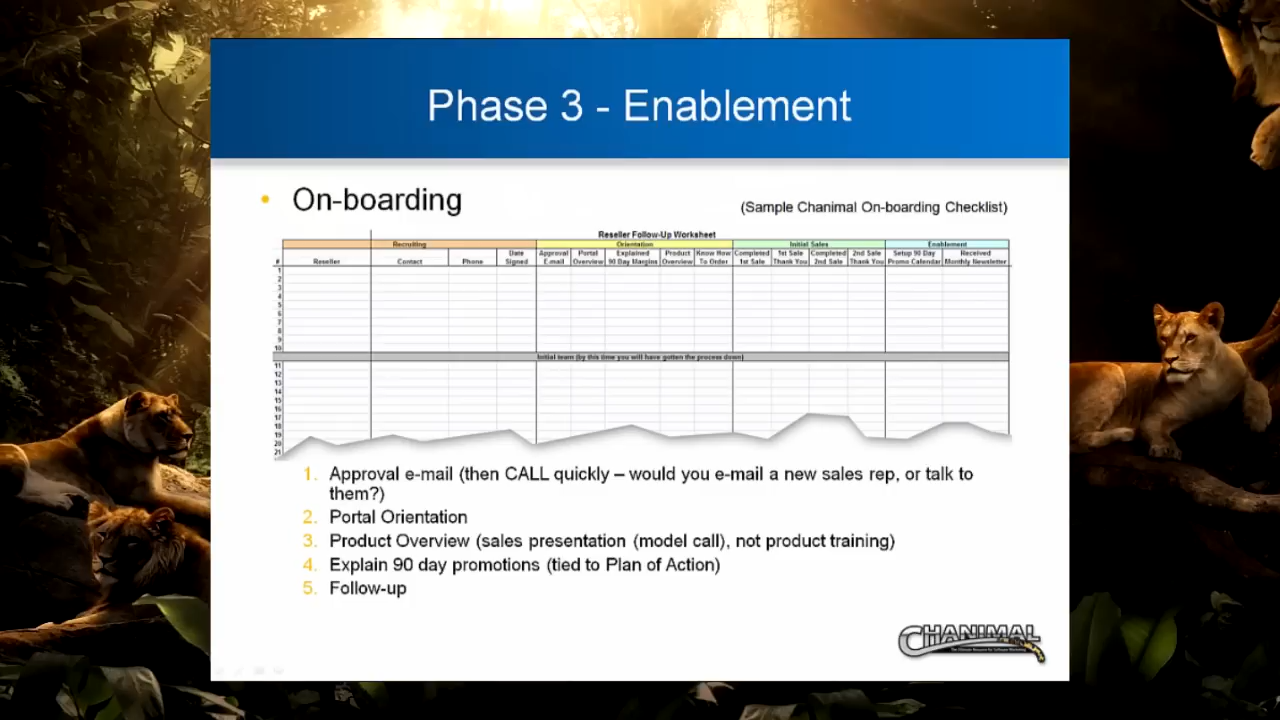 Phase 3 - Enablement
• On-boarding
(Sample Chanimal On-boarding Checklist)
Reseller Follow-Up Worksheet
Recruiting Orientation Initial Sales Enablement
Date Approval Portal Explained Product Know How Completed 1st Sale Completed 2nd Sale Setup 90 Day Received
# Reseller Contact Phone Signed E-mail Overview 90 Day Margins Overview To Order 1st Sale Thank You 2nd Sale Thank You Promo Calendar Monthly Newsletter
1
2
3
4
5
6
7
8
9
10
Initial team (by this time you will have gotten the process down)
11
12
13
14
15
16
17
18
19
20
21
1. Approval e-mail (then CALL quickly – would you e-mail a new sales rep, or talk to
them?)
2. Portal Orientation
3. Product Overview (sales presentation (model call), not product training)
4. Explain 90 day promotions (tied to Plan of Action)
5. Follow-up
CHANIMAL
The Ultimate Resource for Software Marketing